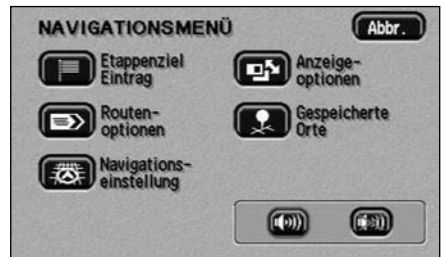 NAVIGATIONSMENÜ
Abbr.
Etappenziel
Eintrag
Anzeige-
optionen
Routen-
optionen
Gespeicherte
Orte
Navigations-
einstellung